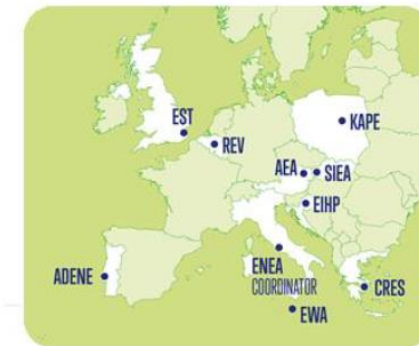 EST
KAPE
REV
AEA
SIEA
EIHP
ADENE
ENEA
COORDINATOR
CRES
EWA